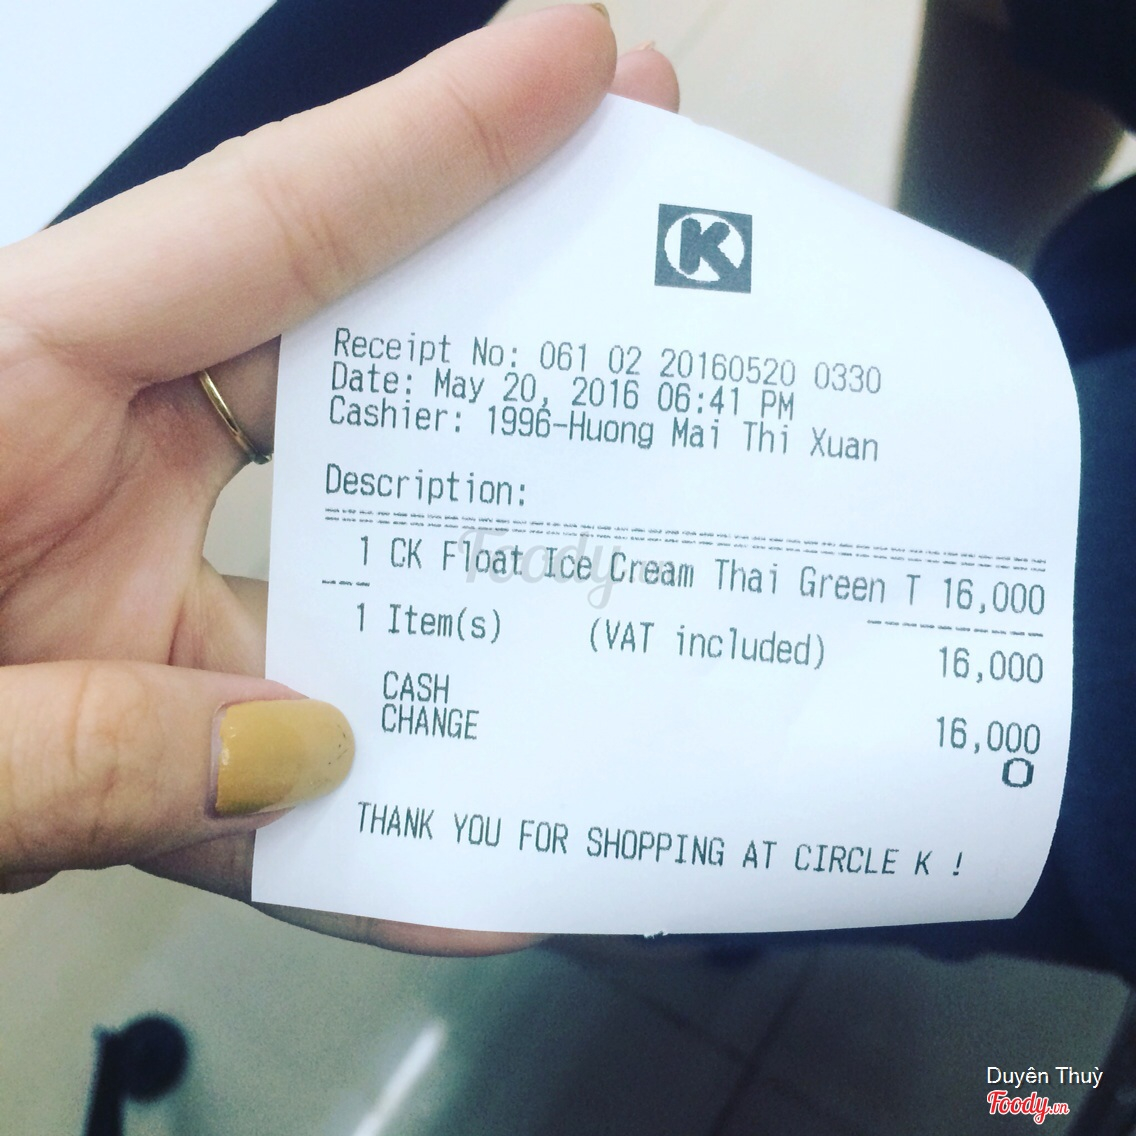 K
Receipt No: 061 02 20160520 0330
Date: May 20, 2016 06:41 PM
Cashier: 1996-Huong Mai Thi Xuan
Description:
1 CK Float Ice Cream Thai Green T 16,000
1 Item(s) (VAT included) 16,000
CASH 16,000
CHANGE 0
THANK YOU FOR SHOPPING AT CIRCLE K !
Foody.vn
Duyên Thuỳ
Foody.vn